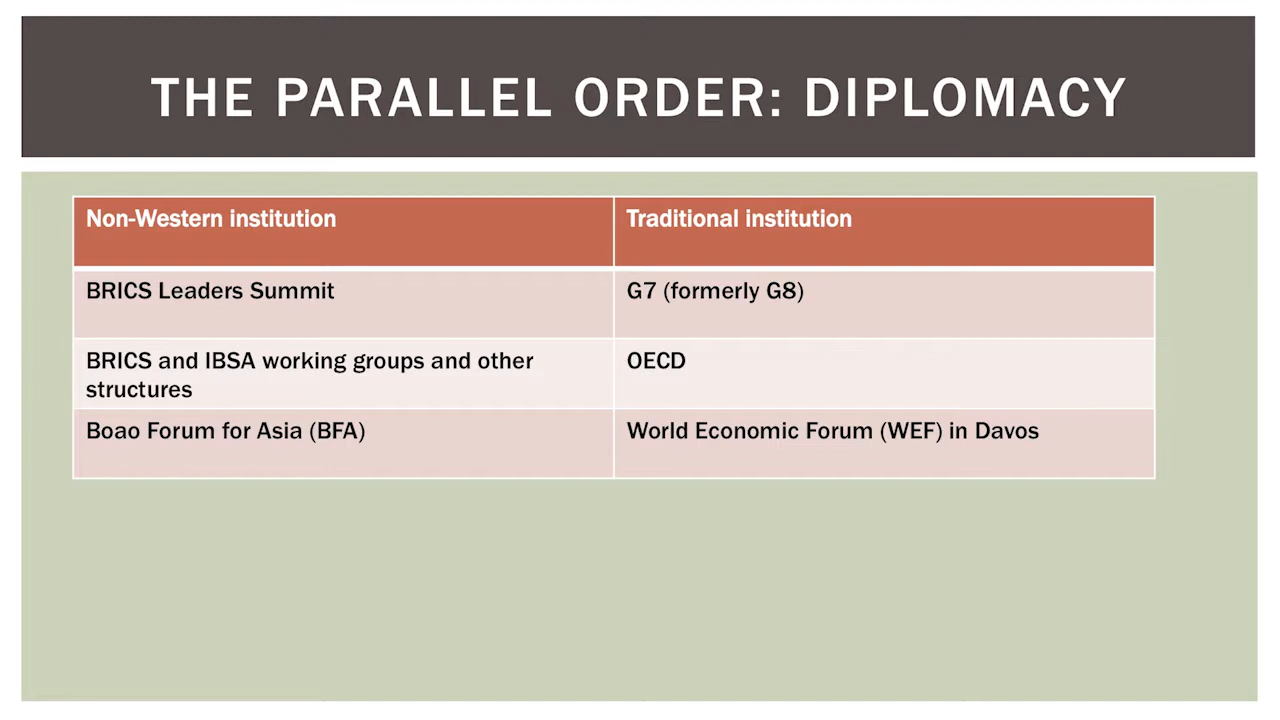 THE PARALLEL ORDER: DIPLOMACY
Non-Western institution
Traditional institution
BRICS Leaders Summit
G7 (formerly G8)
BRICS and IBSA working groups and other
structures
OECD
Boao Forum for Asia (BFA)
World Economic Forum (WEF) in Davos